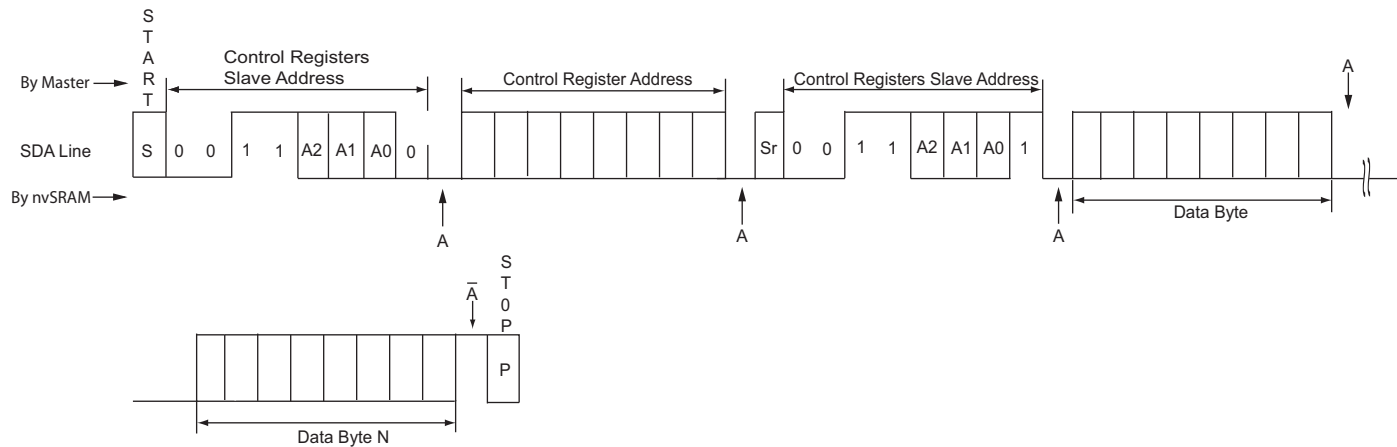 START
Control Registers
Slave Address
By Master
Control Register Address
Control Registers Slave Address
A
SDA Line
S 0 0 1 1 A2 A1 A0 0
Sr 0 0 1 1 A2 A1 A0 1
By nvSRAM
A
A
A
Data Byte
ST0P
A̅
P
Data Byte N